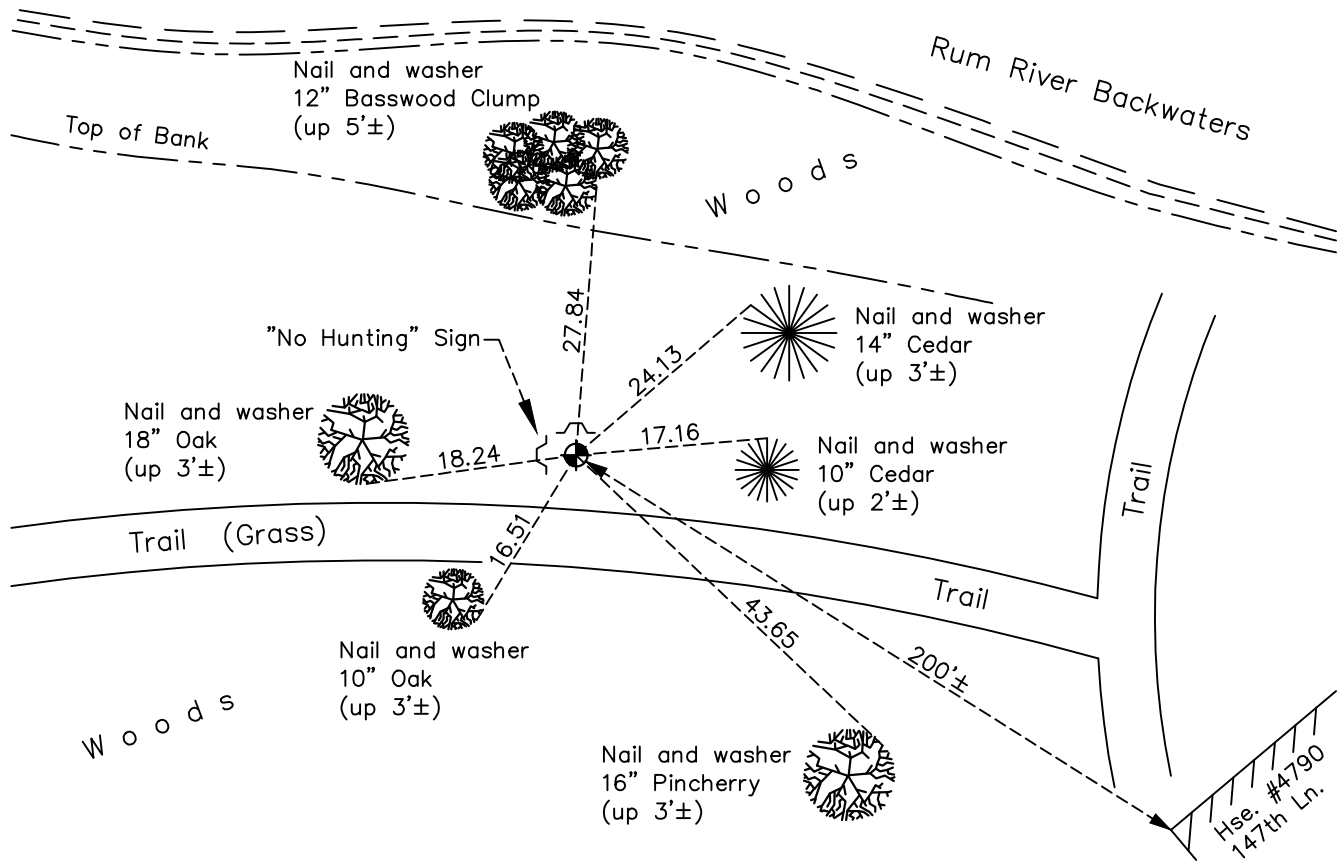 Rum River Backwaters
Nail and washer
12" Basswood Clump
(up 5'±)
Top of Bank
Woods
27.84
"No Hunting" Sign
24.13
Nail and washer
14" Cedar
(up 3'±)
Nail and washer
18" Oak
(up 3'±)
18.24
17.16
Nail and washer
10" Cedar
(up 2'±)
Trail
Trail (Grass)
16.51
Trail
43.65
200'±
Nail and washer
10" Oak
(up 3'±)
Woods
Nail and washer
16" Pincherry
(up 3'±)
Hse. #4790
147th Ln.